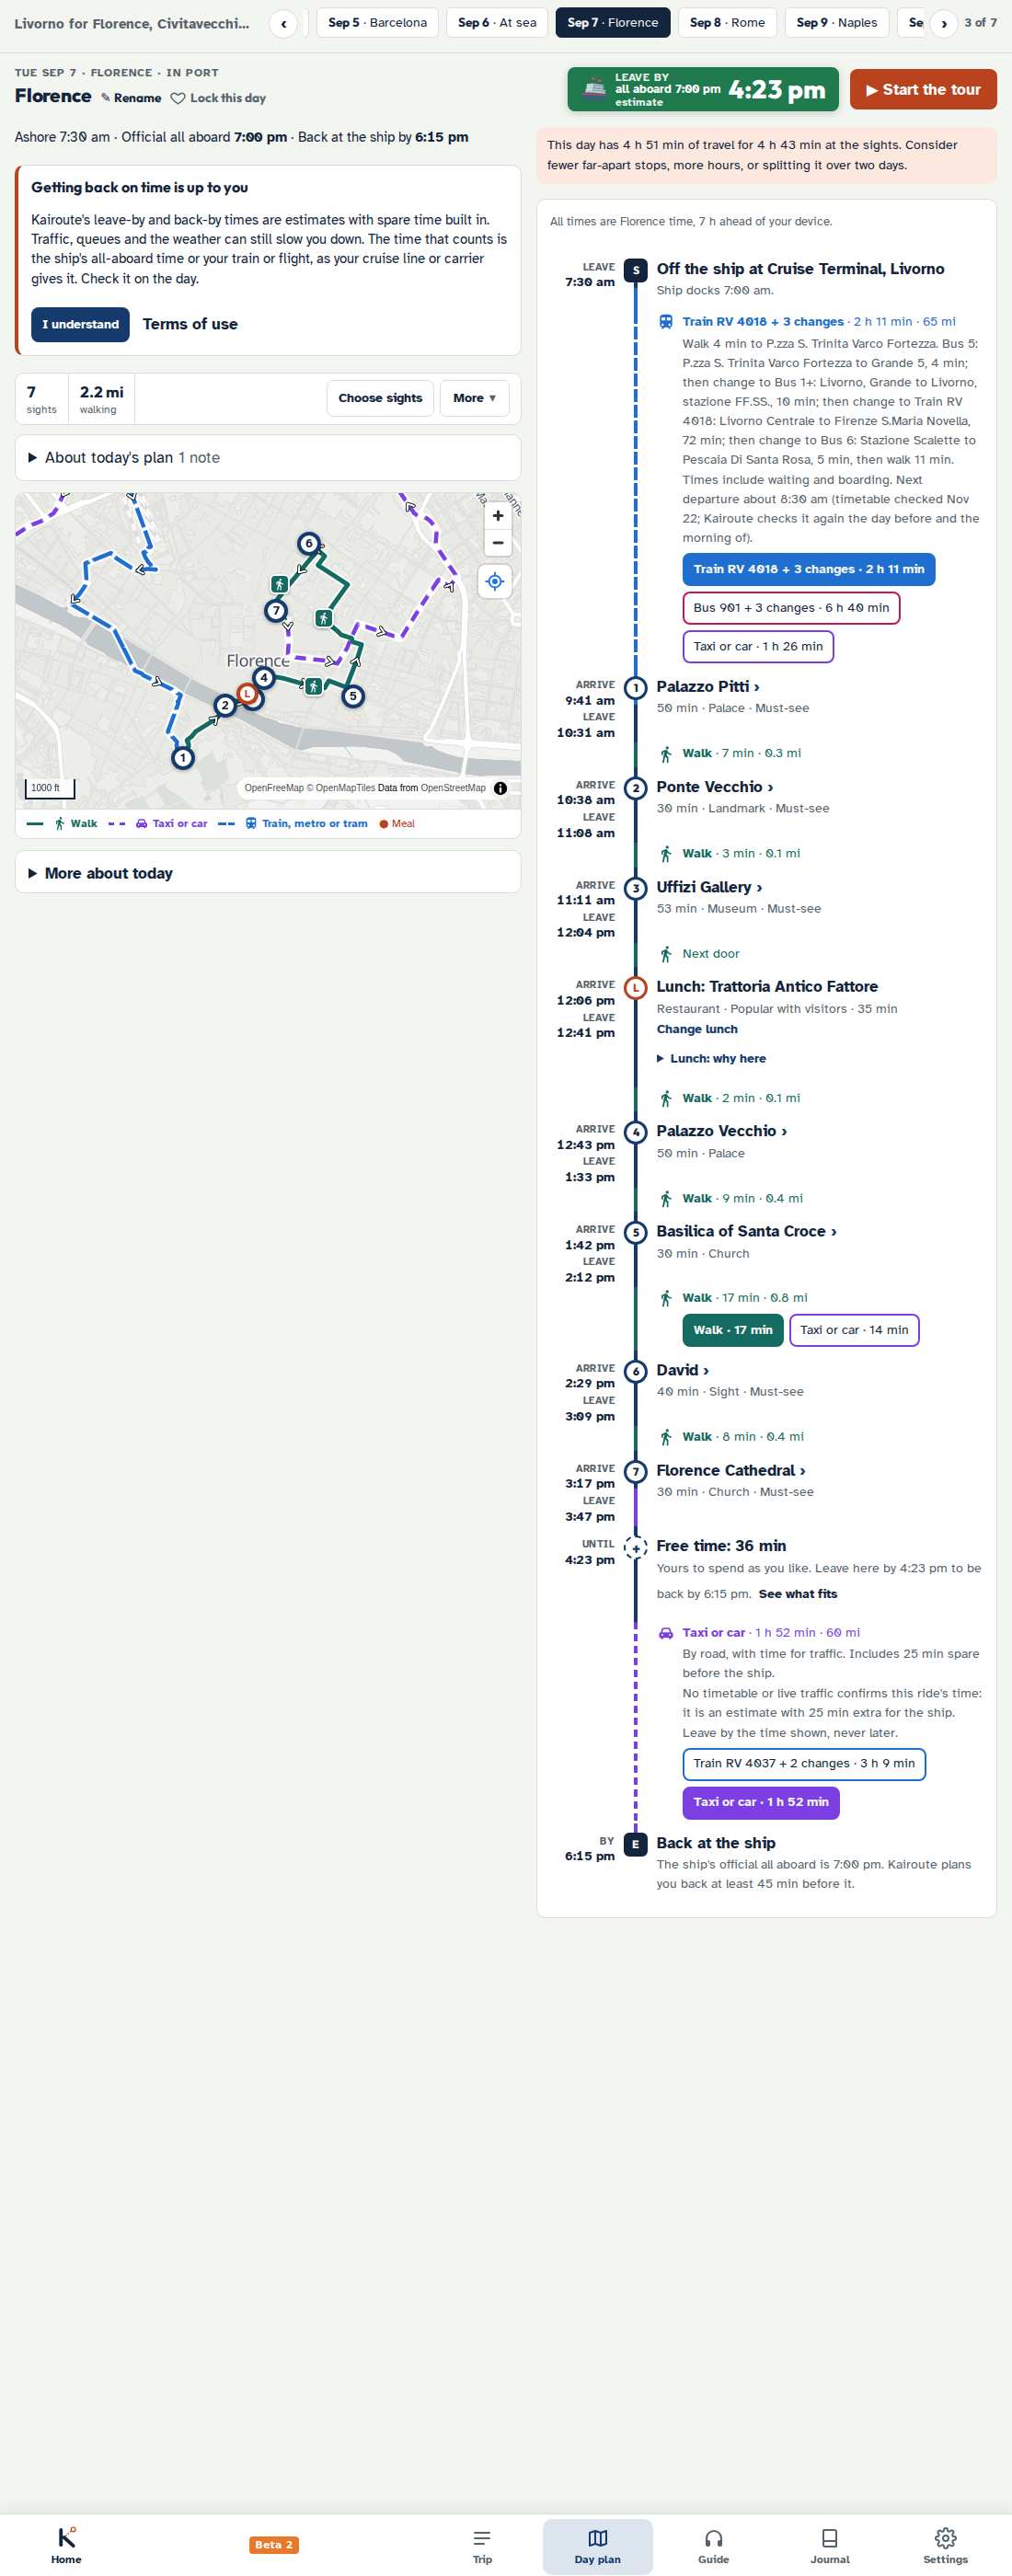 Livorno for Florence, Civitavecchi...
‹
Sep 5 · Barcelona
Sep 6 · At sea
Sep 7 · Florence
Sep 8 · Rome
Sep 9 · Naples
Se
›
3 of 7
TUE SEP 7 · FLORENCE · IN PORT
Florence ✎ Rename Lock this day
LEAVE BY
all aboard 7:00 pm
estimate
4:23 pm
▶ Start the tour
Ashore 7:30 am · Official all aboard 7:00 pm · Back at the ship by 6:15 pm
Getting back on time is up to you
Kairoute's leave-by and back-by times are estimates with spare time built in.
Traffic, queues and the weather can still slow you down. The time that counts is
the ship's all-aboard time or your train or flight, as your cruise line or carrier
gives it. Check it on the day.
I understand
Terms of use
7
sights
2.2 mi
walking
Choose sights
More ▼
▶ About today's plan 1 note
+
−
6
7
Florence
4
L
2
5
1
1000 ft
OpenFreeMap © OpenMapTiles Data from OpenStreetMap
Walk
Taxi or car
Train, metro or tram
Meal
▶ More about today
This day has 4 h 51 min of travel for 4 h 43 min at the sights. Consider
fewer far-apart stops, more hours, or splitting it over two days.
All times are Florence time, 7 h ahead of your device.
LEAVE
7:30 am
S
Off the ship at Cruise Terminal, Livorno
Ship docks 7:00 am.
Train RV 4018 + 3 changes · 2 h 11 min · 65 mi
Walk 4 min to P.zza S. Trinita Varco Fortezza. Bus 5:
P.zza S. Trinita Varco Fortezza to Grande 5, 4 min;
then change to Bus 1+: Livorno, Grande to Livorno,
stazione FF.SS., 10 min; then change to Train RV
4018: Livorno Centrale to Firenze S.Maria Novella,
72 min; then change to Bus 6: Stazione Scalette to
Pescaia Di Santa Rosa, 5 min, then walk 11 min.
Times include waiting and boarding. Next
departure about 8:30 am (timetable checked Nov
22; Kairoute checks it again the day before and the
morning of).
Train RV 4018 + 3 changes · 2 h 11 min
Bus 901 + 3 changes · 6 h 40 min
Taxi or car · 1 h 26 min
ARRIVE
9:41 am
LEAVE
10:31 am
1
Palazzo Pitti ›
50 min · Palace · Must-see
Walk · 7 min · 0.3 mi
ARRIVE
10:38 am
LEAVE
11:08 am
2
Ponte Vecchio ›
30 min · Landmark · Must-see
Walk · 3 min · 0.1 mi
ARRIVE
11:11 am
LEAVE
12:04 pm
3
Uffizi Gallery ›
53 min · Museum · Must-see
Next door
ARRIVE
12:06 pm
LEAVE
12:41 pm
L
Lunch: Trattoria Antico Fattore
Restaurant · Popular with visitors · 35 min
Change lunch
▶ Lunch: why here
Walk · 2 min · 0.1 mi
ARRIVE
12:43 pm
LEAVE
1:33 pm
4
Palazzo Vecchio ›
50 min · Palace
Walk · 9 min · 0.4 mi
ARRIVE
1:42 pm
LEAVE
2:12 pm
5
Basilica of Santa Croce ›
30 min · Church
Walk · 17 min · 0.8 mi
Walk · 17 min
Taxi or car · 14 min
ARRIVE
2:29 pm
LEAVE
3:09 pm
6
David ›
40 min · Sight · Must-see
Walk · 8 min · 0.4 mi
ARRIVE
3:17 pm
LEAVE
3:47 pm
7
Florence Cathedral ›
30 min · Church · Must-see
UNTIL
4:23 pm
+
Free time: 36 min
Yours to spend as you like. Leave here by 4:23 pm to be
back by 6:15 pm. See what fits
Taxi or car · 1 h 52 min · 60 mi
By road, with time for traffic. Includes 25 min spare
before the ship.
No timetable or live traffic confirms this ride's time:
it is an estimate with 25 min extra for the ship.
Leave by the time shown, never later.
Train RV 4037 + 2 changes · 3 h 9 min
Taxi or car · 1 h 52 min
BY
6:15 pm
E
Back at the ship
The ship's official all aboard is 7:00 pm. Kairoute plans
you back at least 45 min before it.
Home
Beta 2
Trip
Day plan
Guide
Journal
Settings